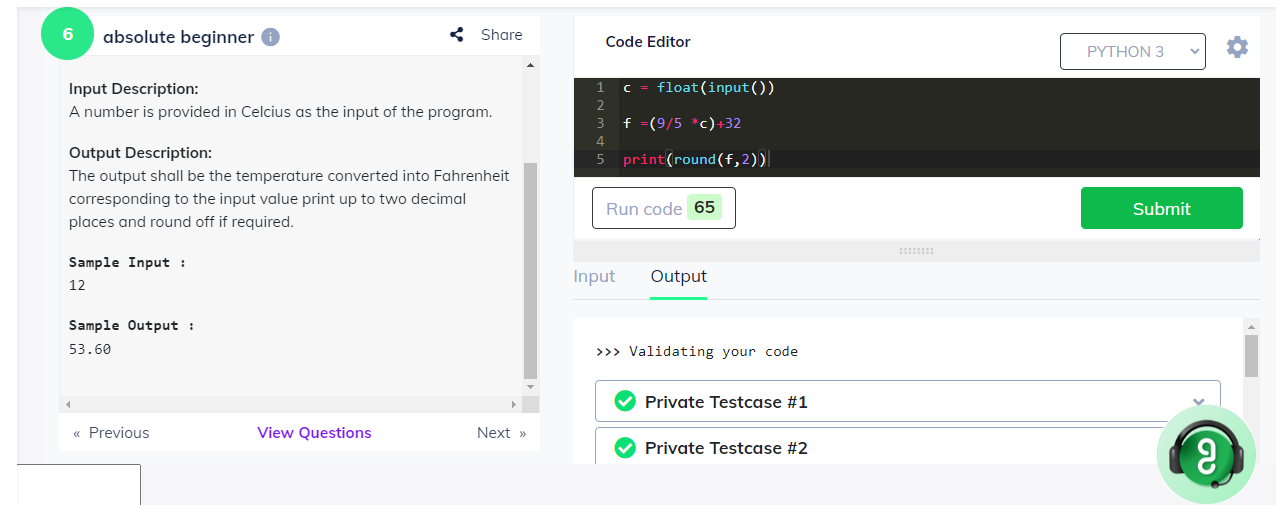 6
absolute beginner i
Share
Input Description:
A number is provided in Celcius as the input of the program.
Output Description:
The output shall be the temperature converted into Fahrenheit
corresponding to the input value print up to two decimal
places and round off if required.
Sample Input :
12
Sample Output :
53.60
« Previous
View Questions
Next »
Code Editor
PYTHON 3
1 c = float(input())
2
3 f =(9/5 *c)+32
4
5 print(round(f,2))
Run code 65
Submit
Input
Output
>>> Validating your code
Private Testcase #1
Private Testcase #2